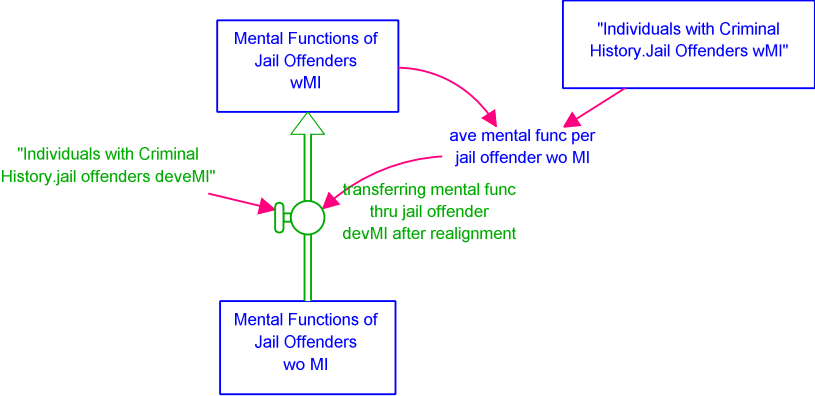 Mental Functions of
Jail Offenders
wMI
"Individuals with Criminal
History.Jail Offenders wMI"
ave mental func per
jail offender wo MI
"Individuals with Criminal
History.jail offenders deveMI"
transferring mental func
thru jail offender
devMI after realignment
Mental Functions of
Jail Offenders
wo MI